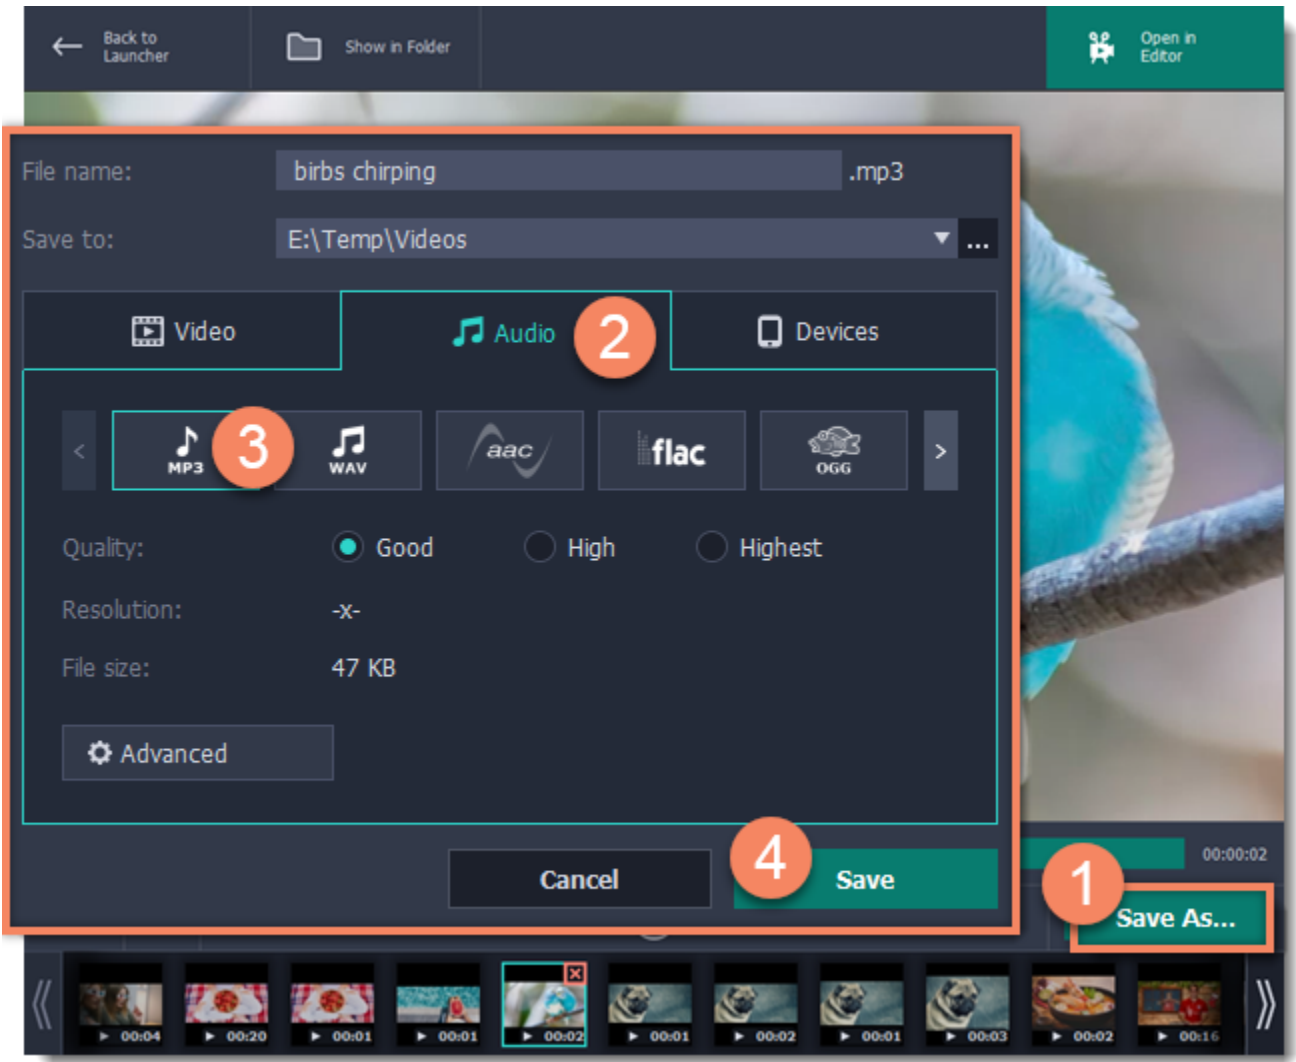 Back to
Launcher
Show in Folder
Open in
Editor
File name:
birbs chirping
.mp3
Save to:
E:\Temp\Videos
...
Video
Audio
2
Devices
<
MP3
3
WAV
aac
flac
OGG
>
Quality:
Good
High
Highest
Resolution:
-x-
File size:
47 KB
Advanced
Cancel
4
Save
00:00:02
1
Save As...
00:04
00:20
00:01
00:01
00:02
00:01
00:02
00:01
00:03
00:02
00:16